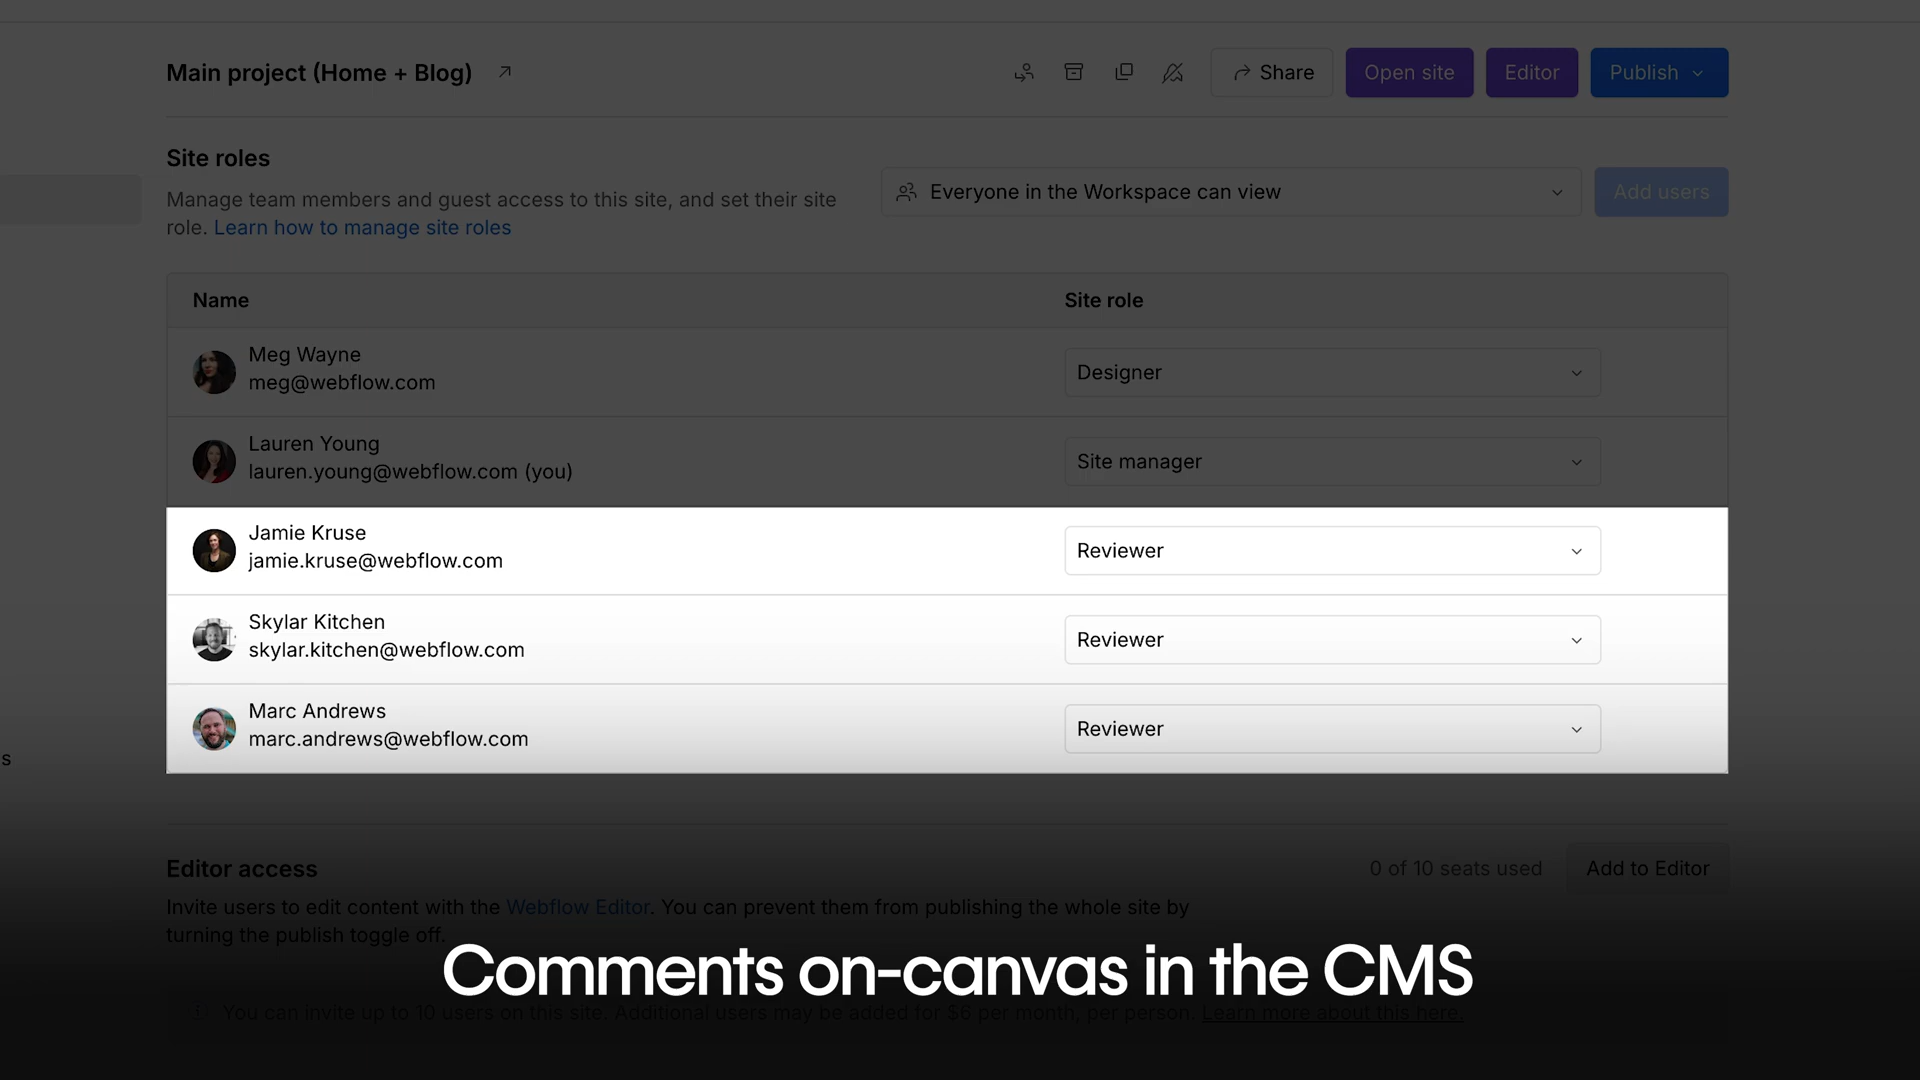 Main project (Home + Blog)
Share
Open site
Editor
Publish
Site roles
Manage team members and guest access to this site, and set their site
role. Learn how to manage site roles
Everyone in the Workspace can view
Add users
Name
Site role
Meg Wayne
meg@webflow.com
Designer
Lauren Young
lauren.young@webflow.com (you)
Site manager
Jamie Kruse
jamie.kruse@webflow.com
Reviewer
Skylar Kitchen
skylar.kitchen@webflow.com
Reviewer
Marc Andrews
marc.andrews@webflow.com
Reviewer
s
Editor access
0 of 10 seats used
Add to Editor
Invite users to edit content with the Webflow Editor. You can prevent them from publishing the whole site by
turning the publish toggle off.
Comments on-canvas in the CMS
You can invite up to 10 users on this site. Additional users may be added for $6 per month, per person. Learn more about this here.